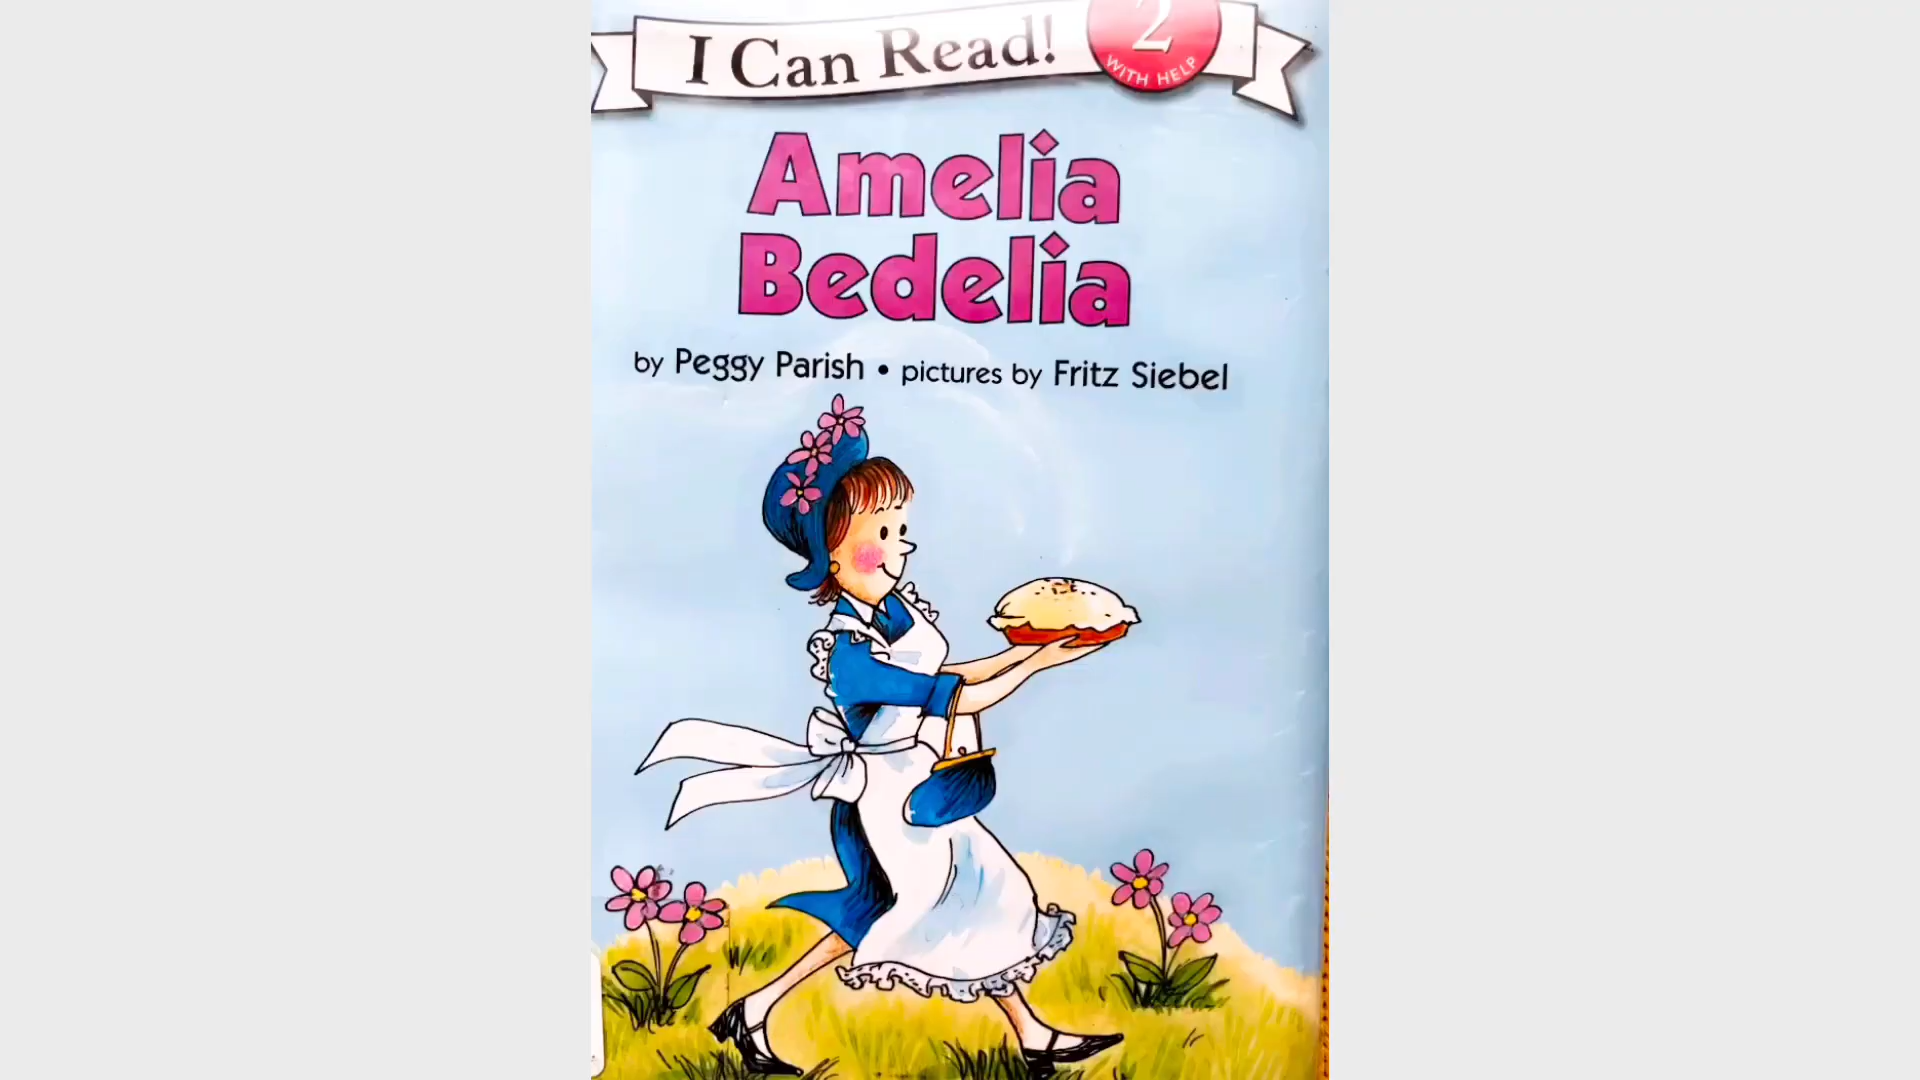 I Can Read!
2
WITH HELP
Amelia
Bedelia
by Peggy Parish • pictures by Fritz Siebel